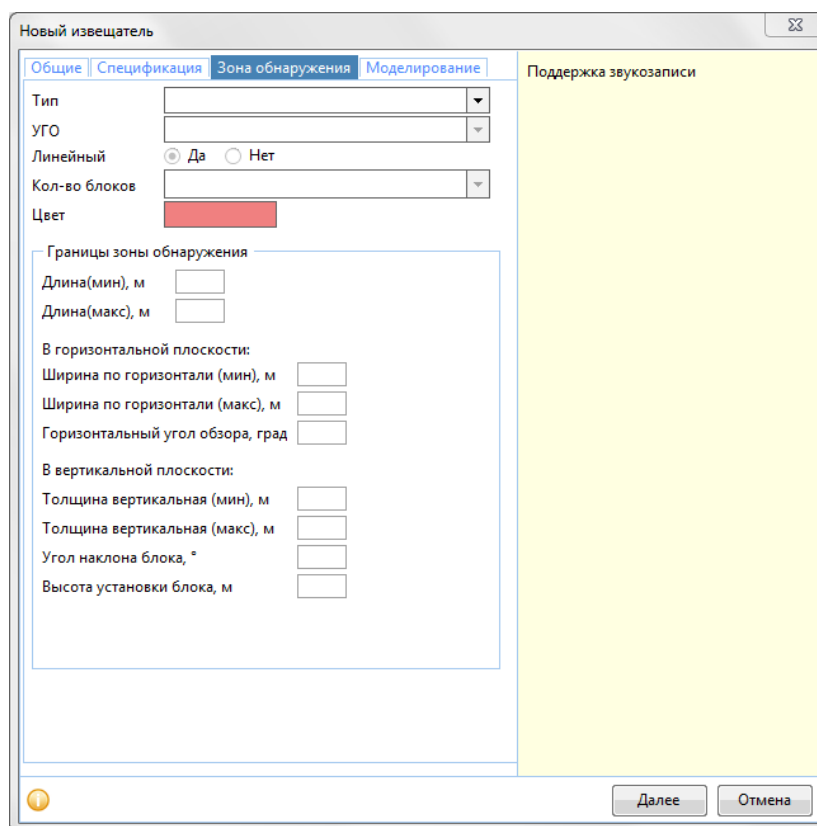 Новый извещатель
Общие Спецификация Зона обнаружения Моделирование
Поддержка звукозаписи
Тип
УГО
Линейный Да Нет
Кол-во блоков
Цвет
Границы зоны обнаружения
Длина(мин), м
Длина(макс), м
В горизонтальной плоскости:
Ширина по горизонтали (мин), м
Ширина по горизонтали (макс), м
Горизонтальный угол обзора, град
В вертикальной плоскости:
Толщина вертикальная (мин), м
Толщина вертикальная (макс), м
Угол наклона блока, °
Высота установки блока, м
Далее Отмена